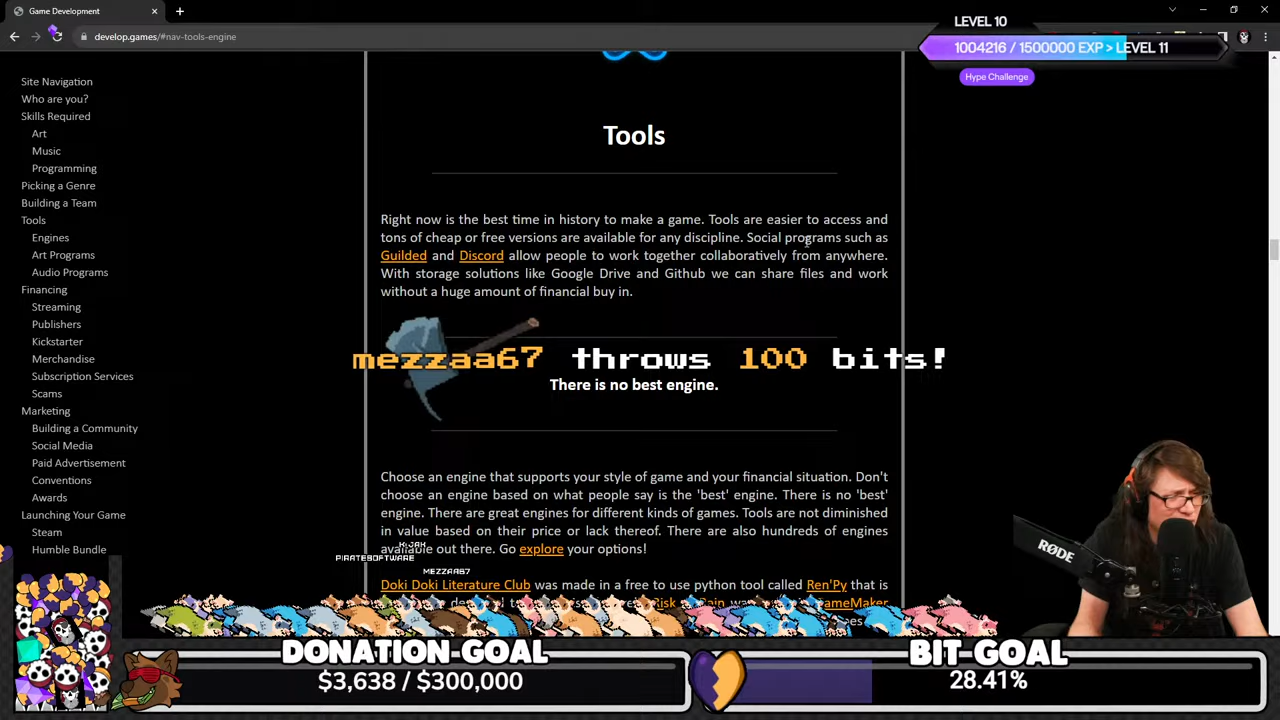 Game Development
develop.games/#nav-tools-engine
LEVEL 10
1004216 / 1500000 EXP > LEVEL 11
Hype Challenge
Site Navigation
Who are you?
Skills Required
Art
Music
Programming
Picking a Genre
Building a Team
Tools
Engines
Art Programs
Audio Programs
Financing
Streaming
Publishers
Kickstarter
Merchandise
Subscription Services
Scams
Marketing
Building a Community
Social Media
Paid Advertisement
Conventions
Awards
Launching Your Game
Steam
Humble Bundle
Tools
Right now is the best time in history to make a game. Tools are easier to access and
tons of cheap or free versions are available for any discipline. Social programs such as
Guilded and Discord allow people to work together collaboratively from anywhere.
With storage solutions like Google Drive and Github we can share files and work
without a huge amount of financial buy in.
mezzaa67 throws 100 bits!
There is no best engine.
Choose an engine that supports your style of game and your financial situation. Don't
choose an engine based on what people say is the 'best' engine. There is no 'best'
engine. There are great engines for different kinds of games. Tools are not diminished
in value based on their price or lack thereof. There are also hundreds of engines
available out there. Go explore your options!
PIRATESOFTWARE
MEZZAA67
Doki Doki Literature Club was made in a free to use python tool called Ren'Py that is
GameMaker
RØDE
DONATION GOAL
$3,638 / $300,000
BIT GOAL
28.41%